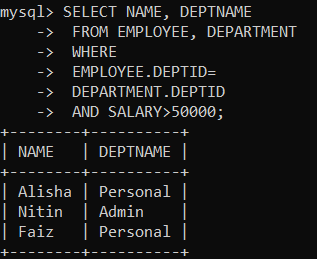 mysql> SELECT NAME, DEPTNAME
    -> FROM EMPLOYEE, DEPARTMENT
    -> WHERE
    -> EMPLOYEE.DEPTID=
    -> DEPARTMENT.DEPTID
    -> AND SALARY>50000;
+--------+----------+
| NAME   | DEPTNAME |
+--------+----------+
| Alisha | Personal |
| Nitin  | Admin    |
| Faiz   | Personal |
+--------+----------+